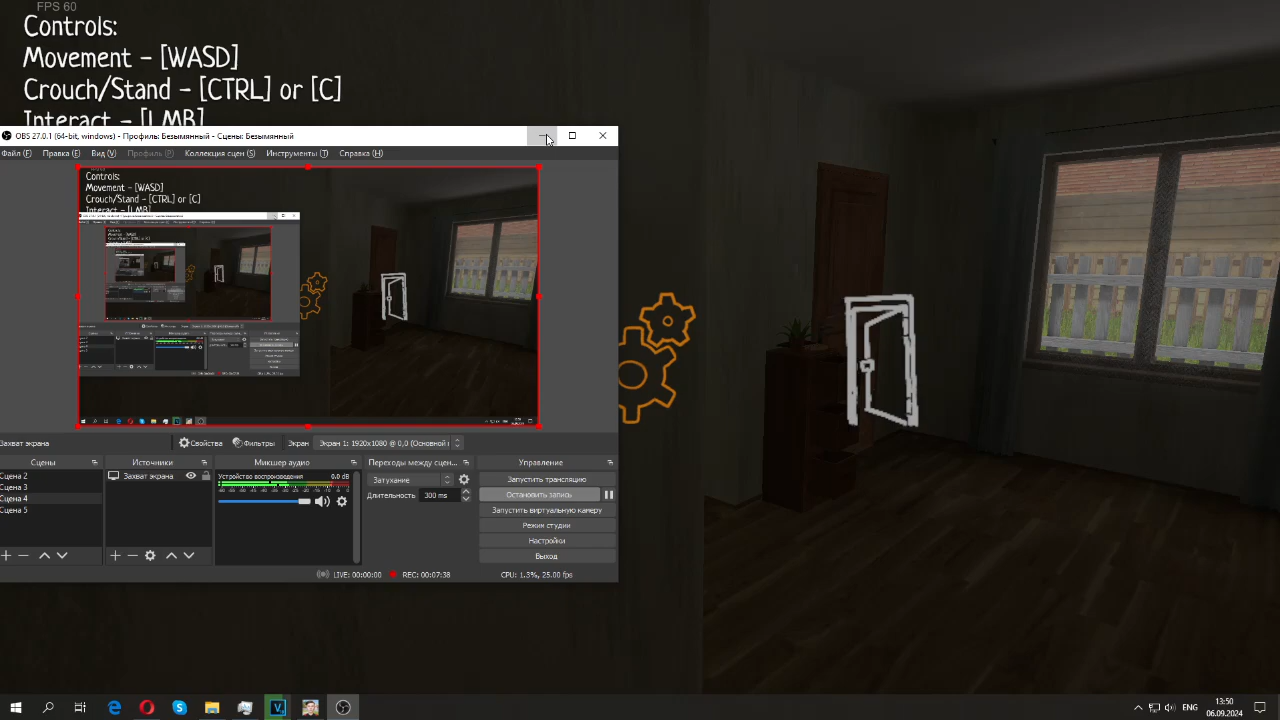 FPS 60
Controls:
Movement - [WASD]
Crouch/Stand - [CTRL] or [C]
Interact - [LMB]
OBS 27.0.1 (64-bit, windows) - Профиль: Безымянный - Сцены: Безымянный
Файл (F) Правка (E) Вид (V) Профиль (P) Коллекция сцен (S) Инструменты (T) Справка (H)
Controls:
Movement - [WASD]
Crouch/Stand - [CTRL] or [C]
Interact - [LMB]
Захват экрана Свойства Фильтры Экран Экран 1: 1920x1080 @ 0,0 (Основной
Сцены Источники Микшер аудио Переходы между сцен... Управление
Сцена 2
Сцена 3
Сцена 4
Сцена 5
Захват экрана
Устройство воспроизведения 0.0 dB
Затухание
Длительность 300 ms
Запустить трансляцию
Остановить запись
Запустить виртуальную камеру
Режим студии
Настройки
Выход
LIVE: 00:00:00 REC: 00:07:38 CPU: 1.3%, 25.00 fps
ENG
13:50
06.09.2024